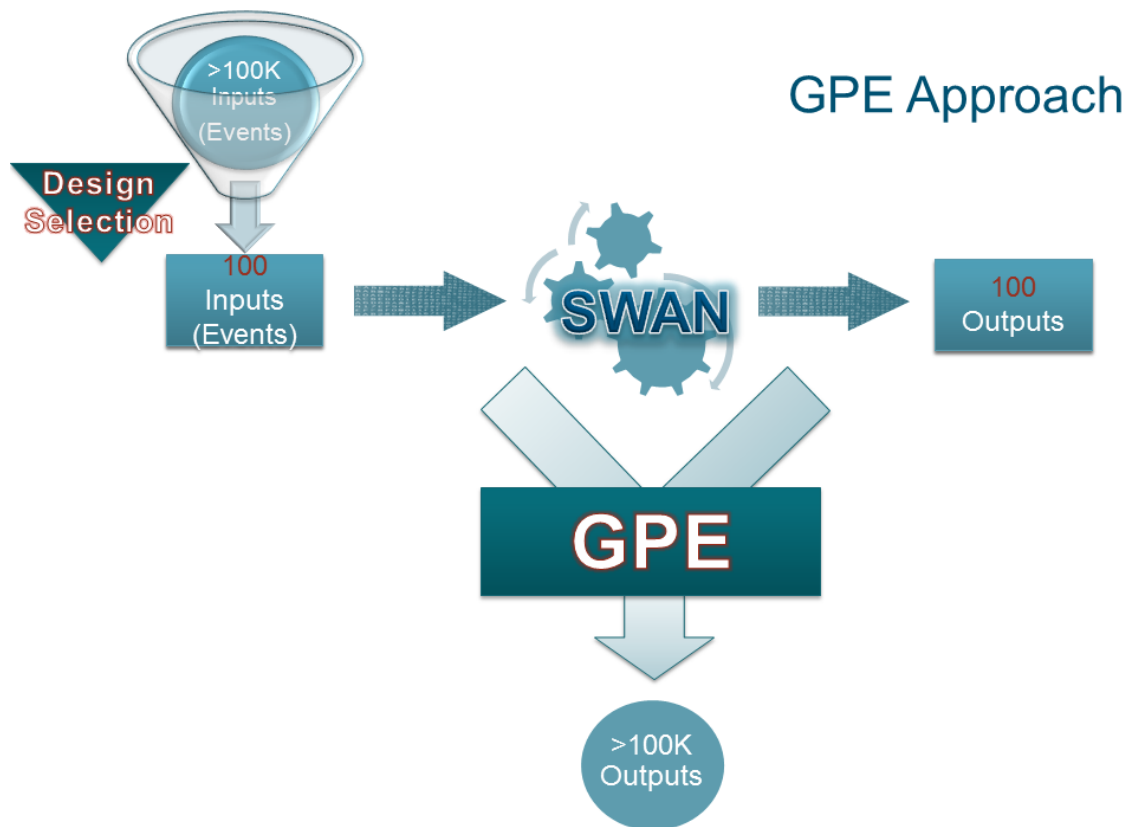 GPE Approach
>100K
Inputs
(Events)
Design
Selection
100
Inputs
(Events)
SWAN
100
Outputs
GPE
>100K
Outputs